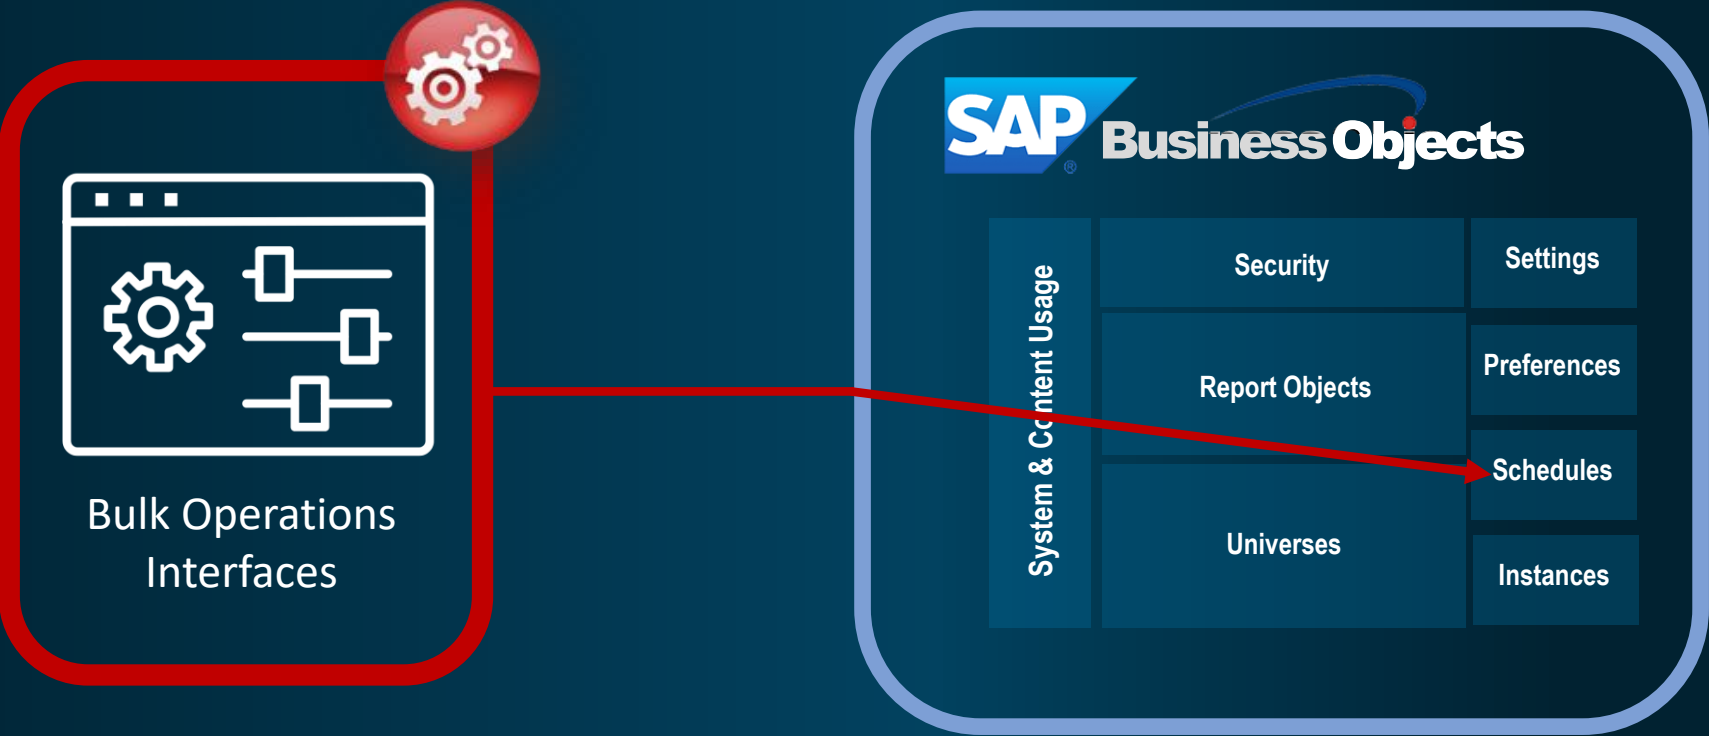 Bulk Operations
Interfaces
SAP
®
Business Objects
System & Content Usage
Security
Report Objects
Universes
Settings
Preferences
Schedules
Instances